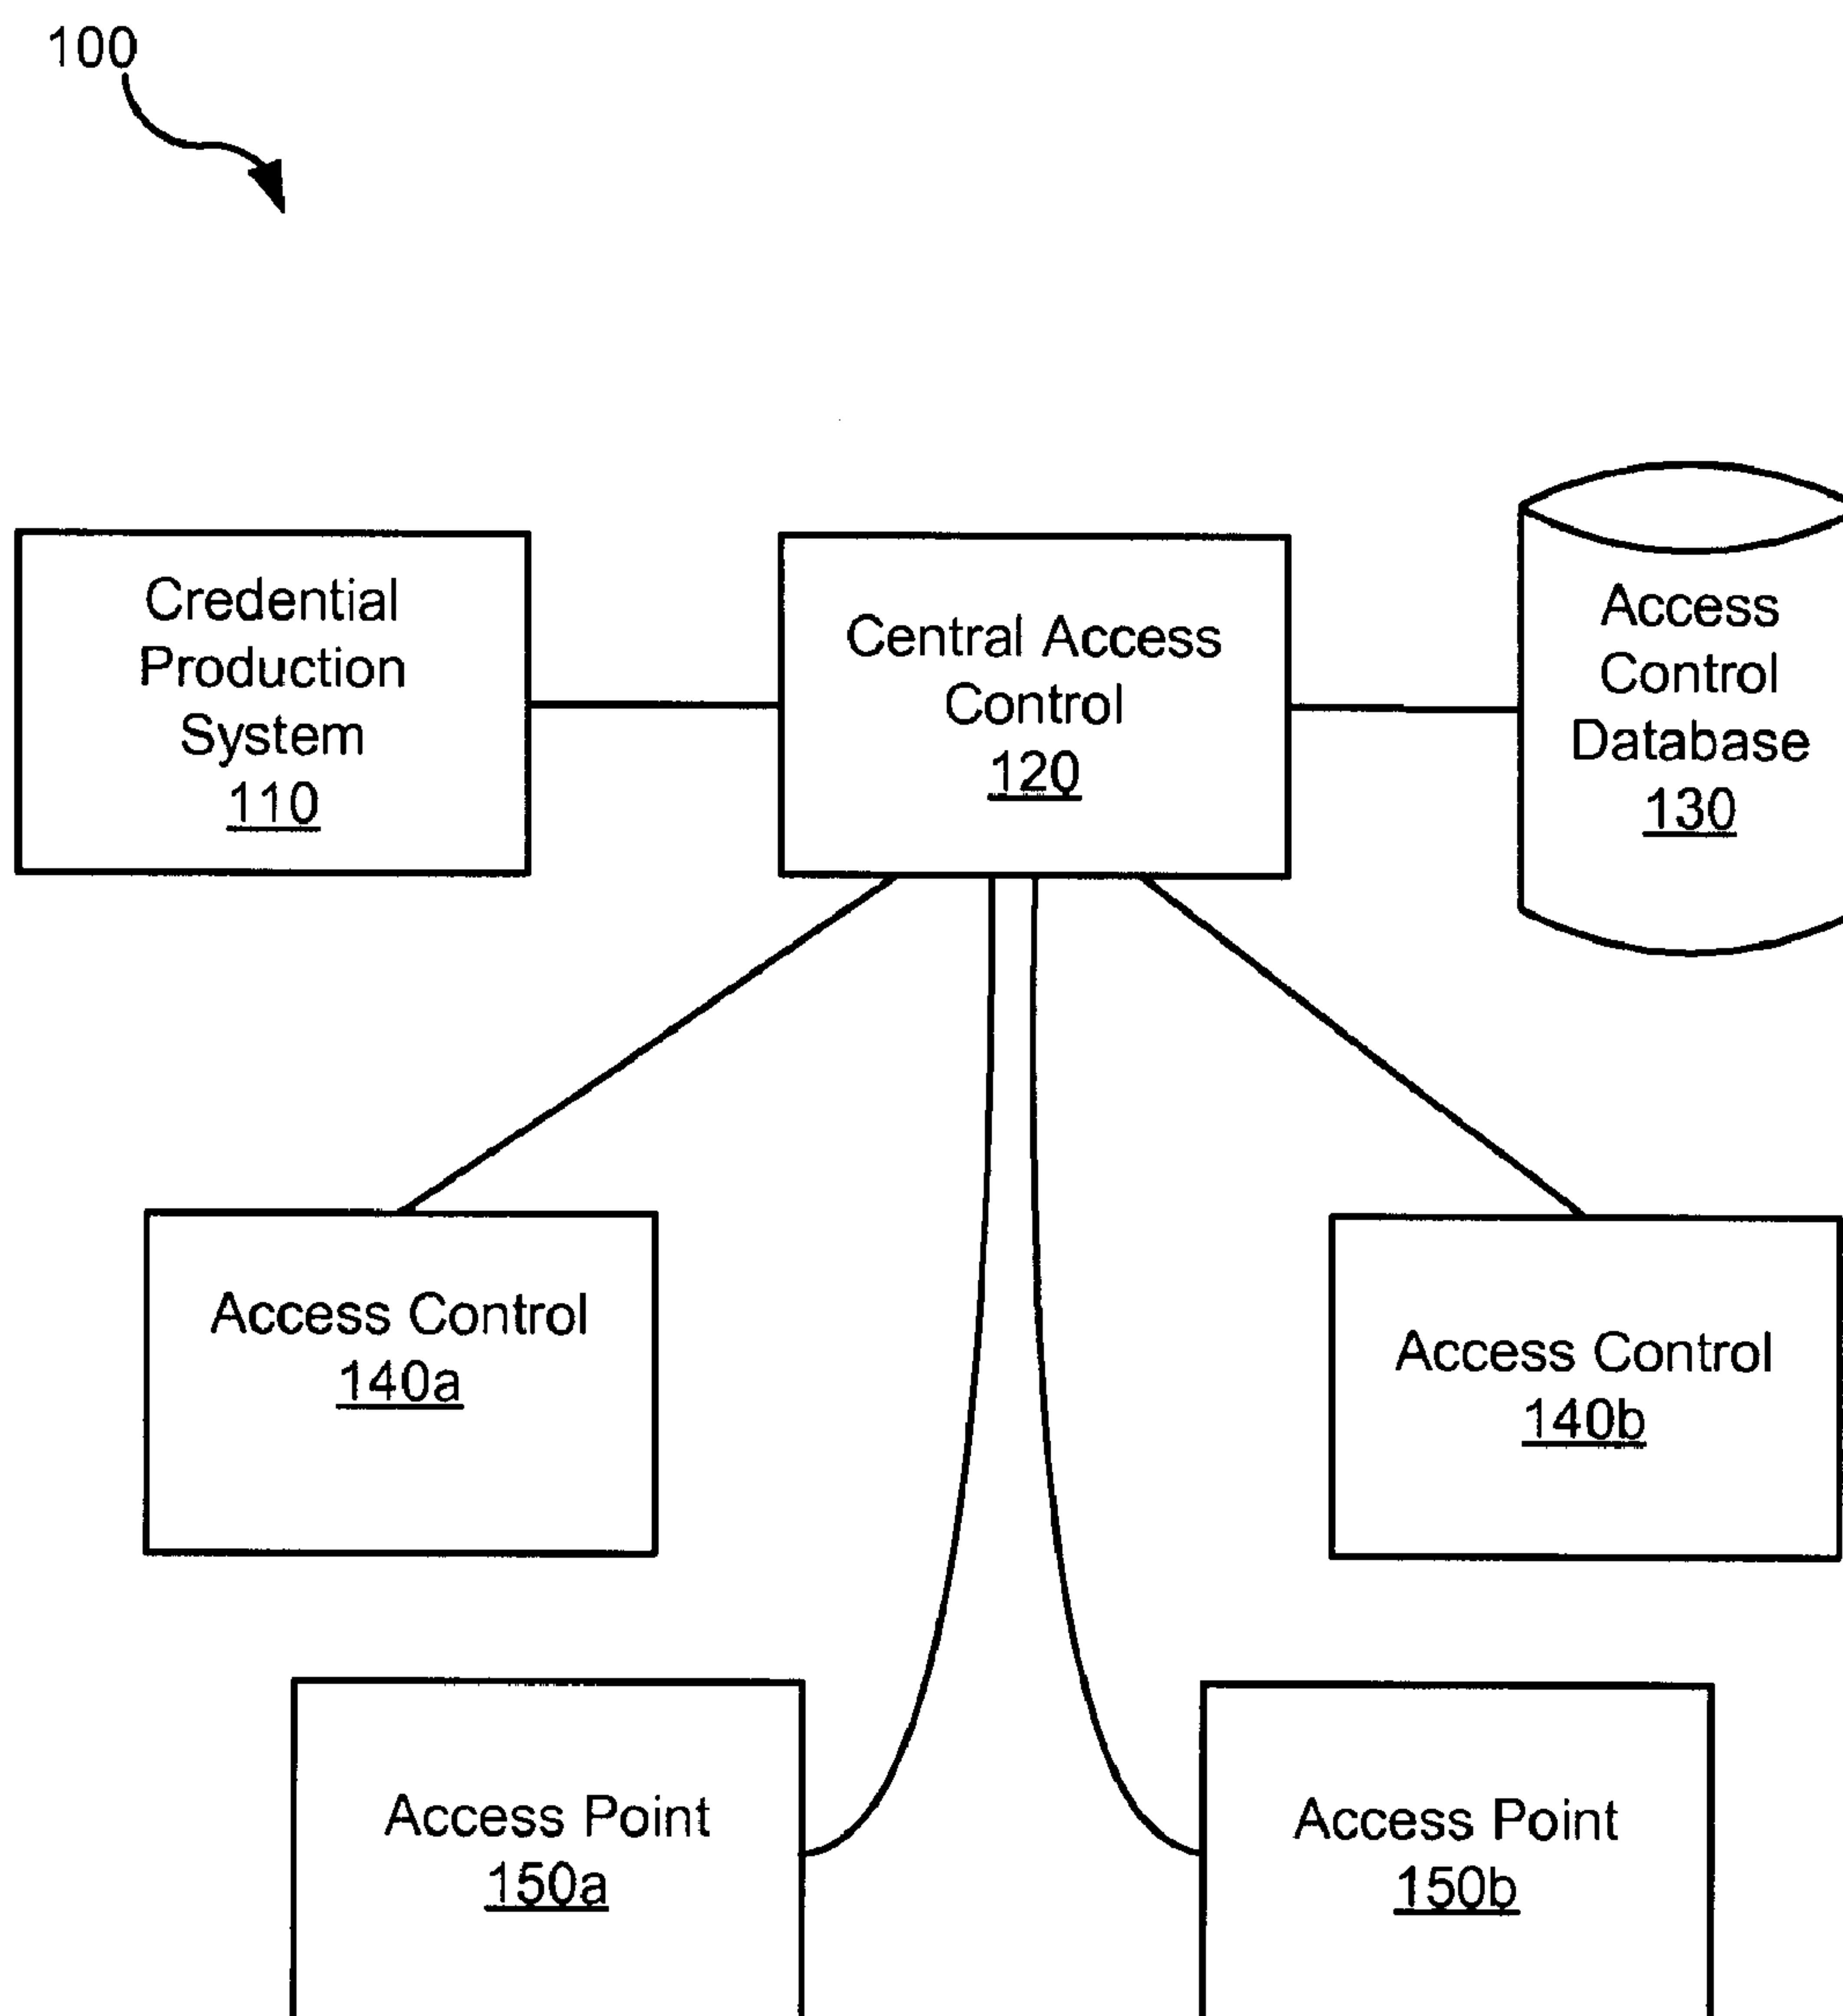 100
Credential
Production
System
110
Central Access
Control
120
Access
Control
Database
130
Access Control
140a
Access Control
140b
Access Point
150a
Access Point
150b